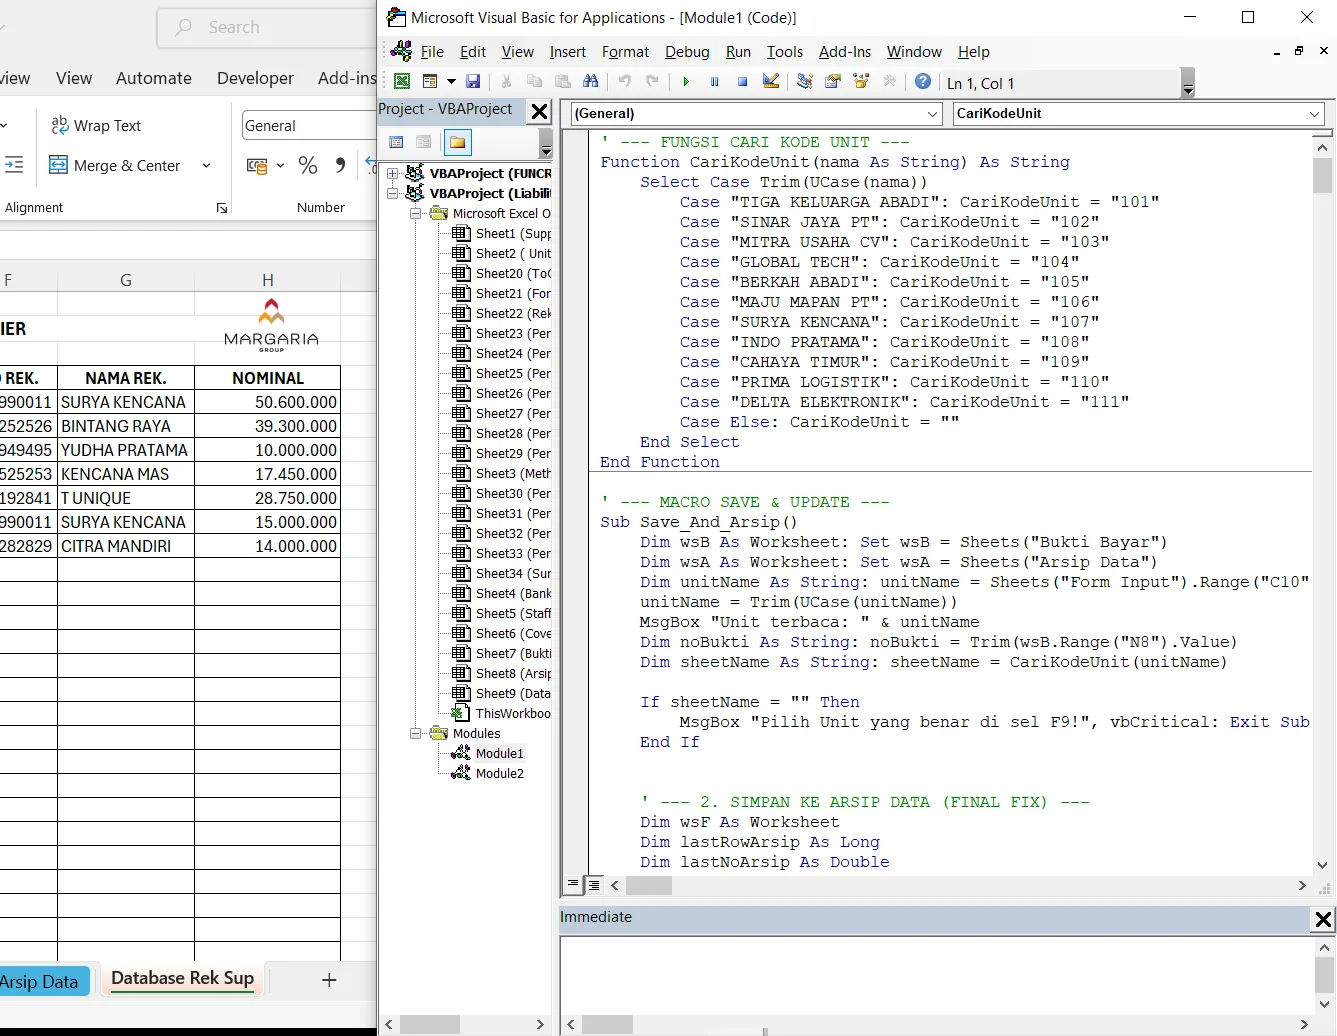 Search
view View Automate Developer Add-ins
Wrap Text
General
Merge & Center
%
Alignment
Number
F G H
IER
MARGARIA
GROUP
REK. NAMA REK. NOMINAL
990011 SURYA KENCANA 50.600.000
252526 BINTANG RAYA 39.300.000
949495 YUDHA PRATAMA 10.000.000
525253 KENCANA MAS 17.450.000
192841 T UNIQUE 28.750.000
990011 SURYA KENCANA 15.000.000
282829 CITRA MANDIRI 14.000.000
Arsip Data Database Rek Sup +
Microsoft Visual Basic for Applications - [Module1 (Code)]
File Edit View Insert Format Debug Run Tools Add-Ins Window Help
Ln 1, Col 1
Project - VBAProject
VBAProject (FUNCR
VBAProject (Liabilit
Microsoft Excel O
Sheet1 (Supp
Sheet2 ( Unit
Sheet20 (ToC
Sheet21 (For
Sheet22 (Rek
Sheet23 (Per
Sheet24 (Per
Sheet25 (Per
Sheet26 (Per
Sheet27 (Per
Sheet28 (Per
Sheet29 (Per
Sheet3 (Meth
Sheet30 (Per
Sheet31 (Per
Sheet32 (Per
Sheet33 (Per
Sheet34 (Sur
Sheet4 (Bank
Sheet5 (Staff
Sheet6 (Cove
Sheet7 (Bukti
Sheet8 (Arsip
Sheet9 (Data
ThisWorkboo
Modules
Module1
Module2
(General) CariKodeUnit
' --- FUNGSI CARI KODE UNIT ---
Function CariKodeUnit(nama As String) As String
Select Case Trim(UCase(nama))
Case "TIGA KELUARGA ABADI": CariKodeUnit = "101"
Case "SINAR JAYA PT": CariKodeUnit = "102"
Case "MITRA USAHA CV": CariKodeUnit = "103"
Case "GLOBAL TECH": CariKodeUnit = "104"
Case "BERKAH ABADI": CariKodeUnit = "105"
Case "MAJU MAPAN PT": CariKodeUnit = "106"
Case "SURYA KENCANA": CariKodeUnit = "107"
Case "INDO PRATAMA": CariKodeUnit = "108"
Case "CAHAYA TIMUR": CariKodeUnit = "109"
Case "PRIMA LOGISTIK": CariKodeUnit = "110"
Case "DELTA ELEKTRONIK": CariKodeUnit = "111"
Case Else: CariKodeUnit = ""
End Select
End Function
' --- MACRO SAVE & UPDATE ---
Sub Save_And_Arsip()
Dim wsB As Worksheet: Set wsB = Sheets("Bukti Bayar")
Dim wsA As Worksheet: Set wsA = Sheets("Arsip Data")
Dim unitName As String: unitName = Sheets("Form Input").Range("C10"
unitName = Trim(UCase(unitName))
MsgBox "Unit terbaca: " & unitName
Dim noBukti As String: noBukti = Trim(wsB.Range("N8").Value)
Dim sheetName As String: sheetName = CariKodeUnit(unitName)
If sheetName = "" Then
MsgBox "Pilih Unit yang benar di sel F9!", vbCritical: Exit Sub
End If
' --- 2. SIMPAN KE ARSIP DATA (FINAL FIX) ---
Dim wsF As Worksheet
Dim lastRowArsip As Long
Dim lastNoArsip As Double
Immediate